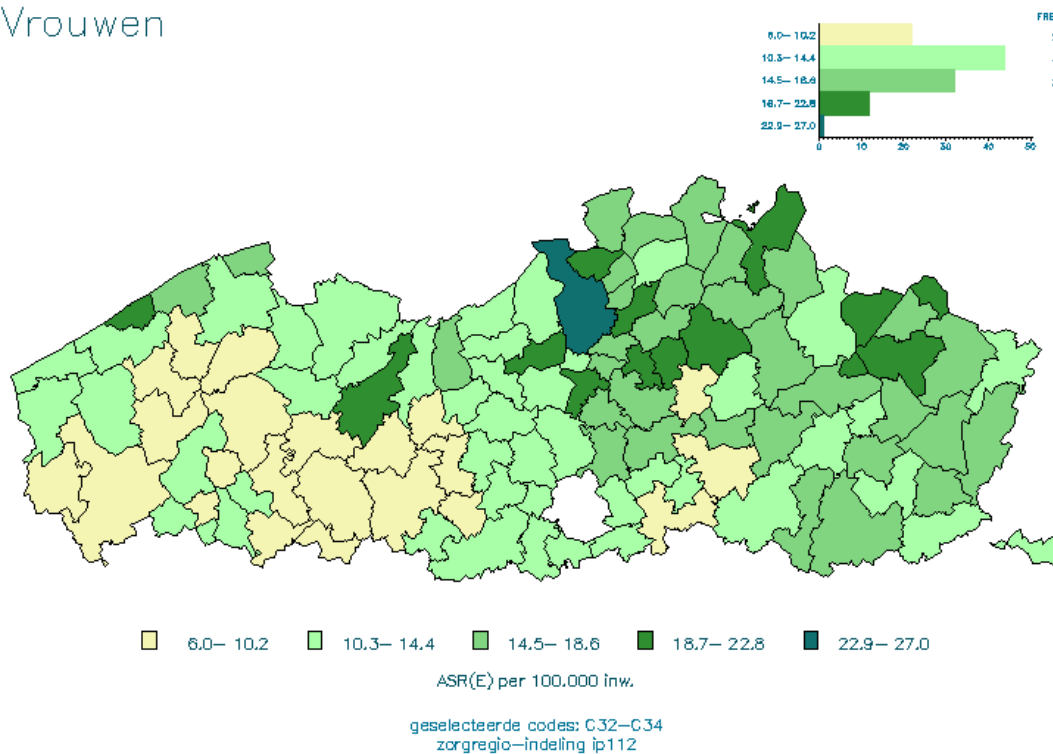 Vrouwen
FRE
6.0– 10.2
10.3– 14.4
14.5– 18.6
18.7– 22.8
22.9– 27.0
0 10 20 30 40 50
6.0– 10.2 10.3– 14.4 14.5– 18.6 18.7– 22.8 22.9– 27.0
ASR(E) per 100.000 inw.
geselecteerde codes: C32–C34
zorgregio–indeling ip112